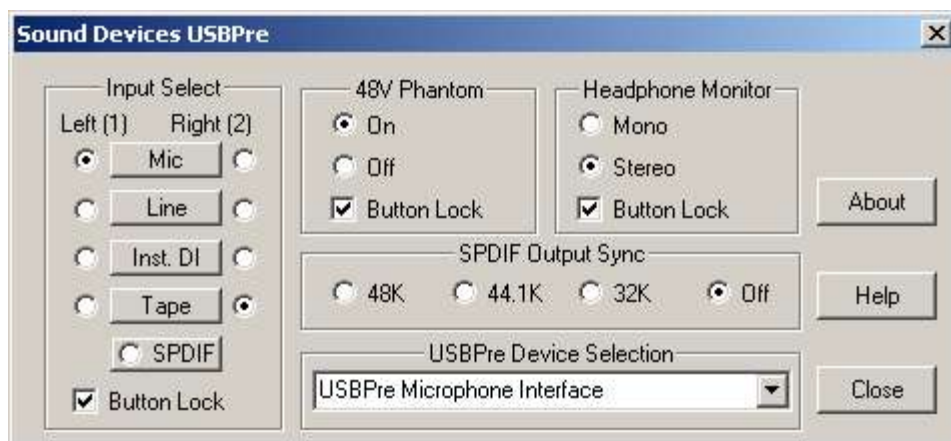 Sound Devices USBPre
Input Select
Left (1) Right (2)
Mic
Line
Inst. DI
Tape
SPDIF
Button Lock
48V Phantom
On
Off
Button Lock
Headphone Monitor
Mono
Stereo
Button Lock
SPDIF Output Sync
48K 44.1K 32K Off
USBPre Device Selection
USBPre Microphone Interface
About
Help
Close